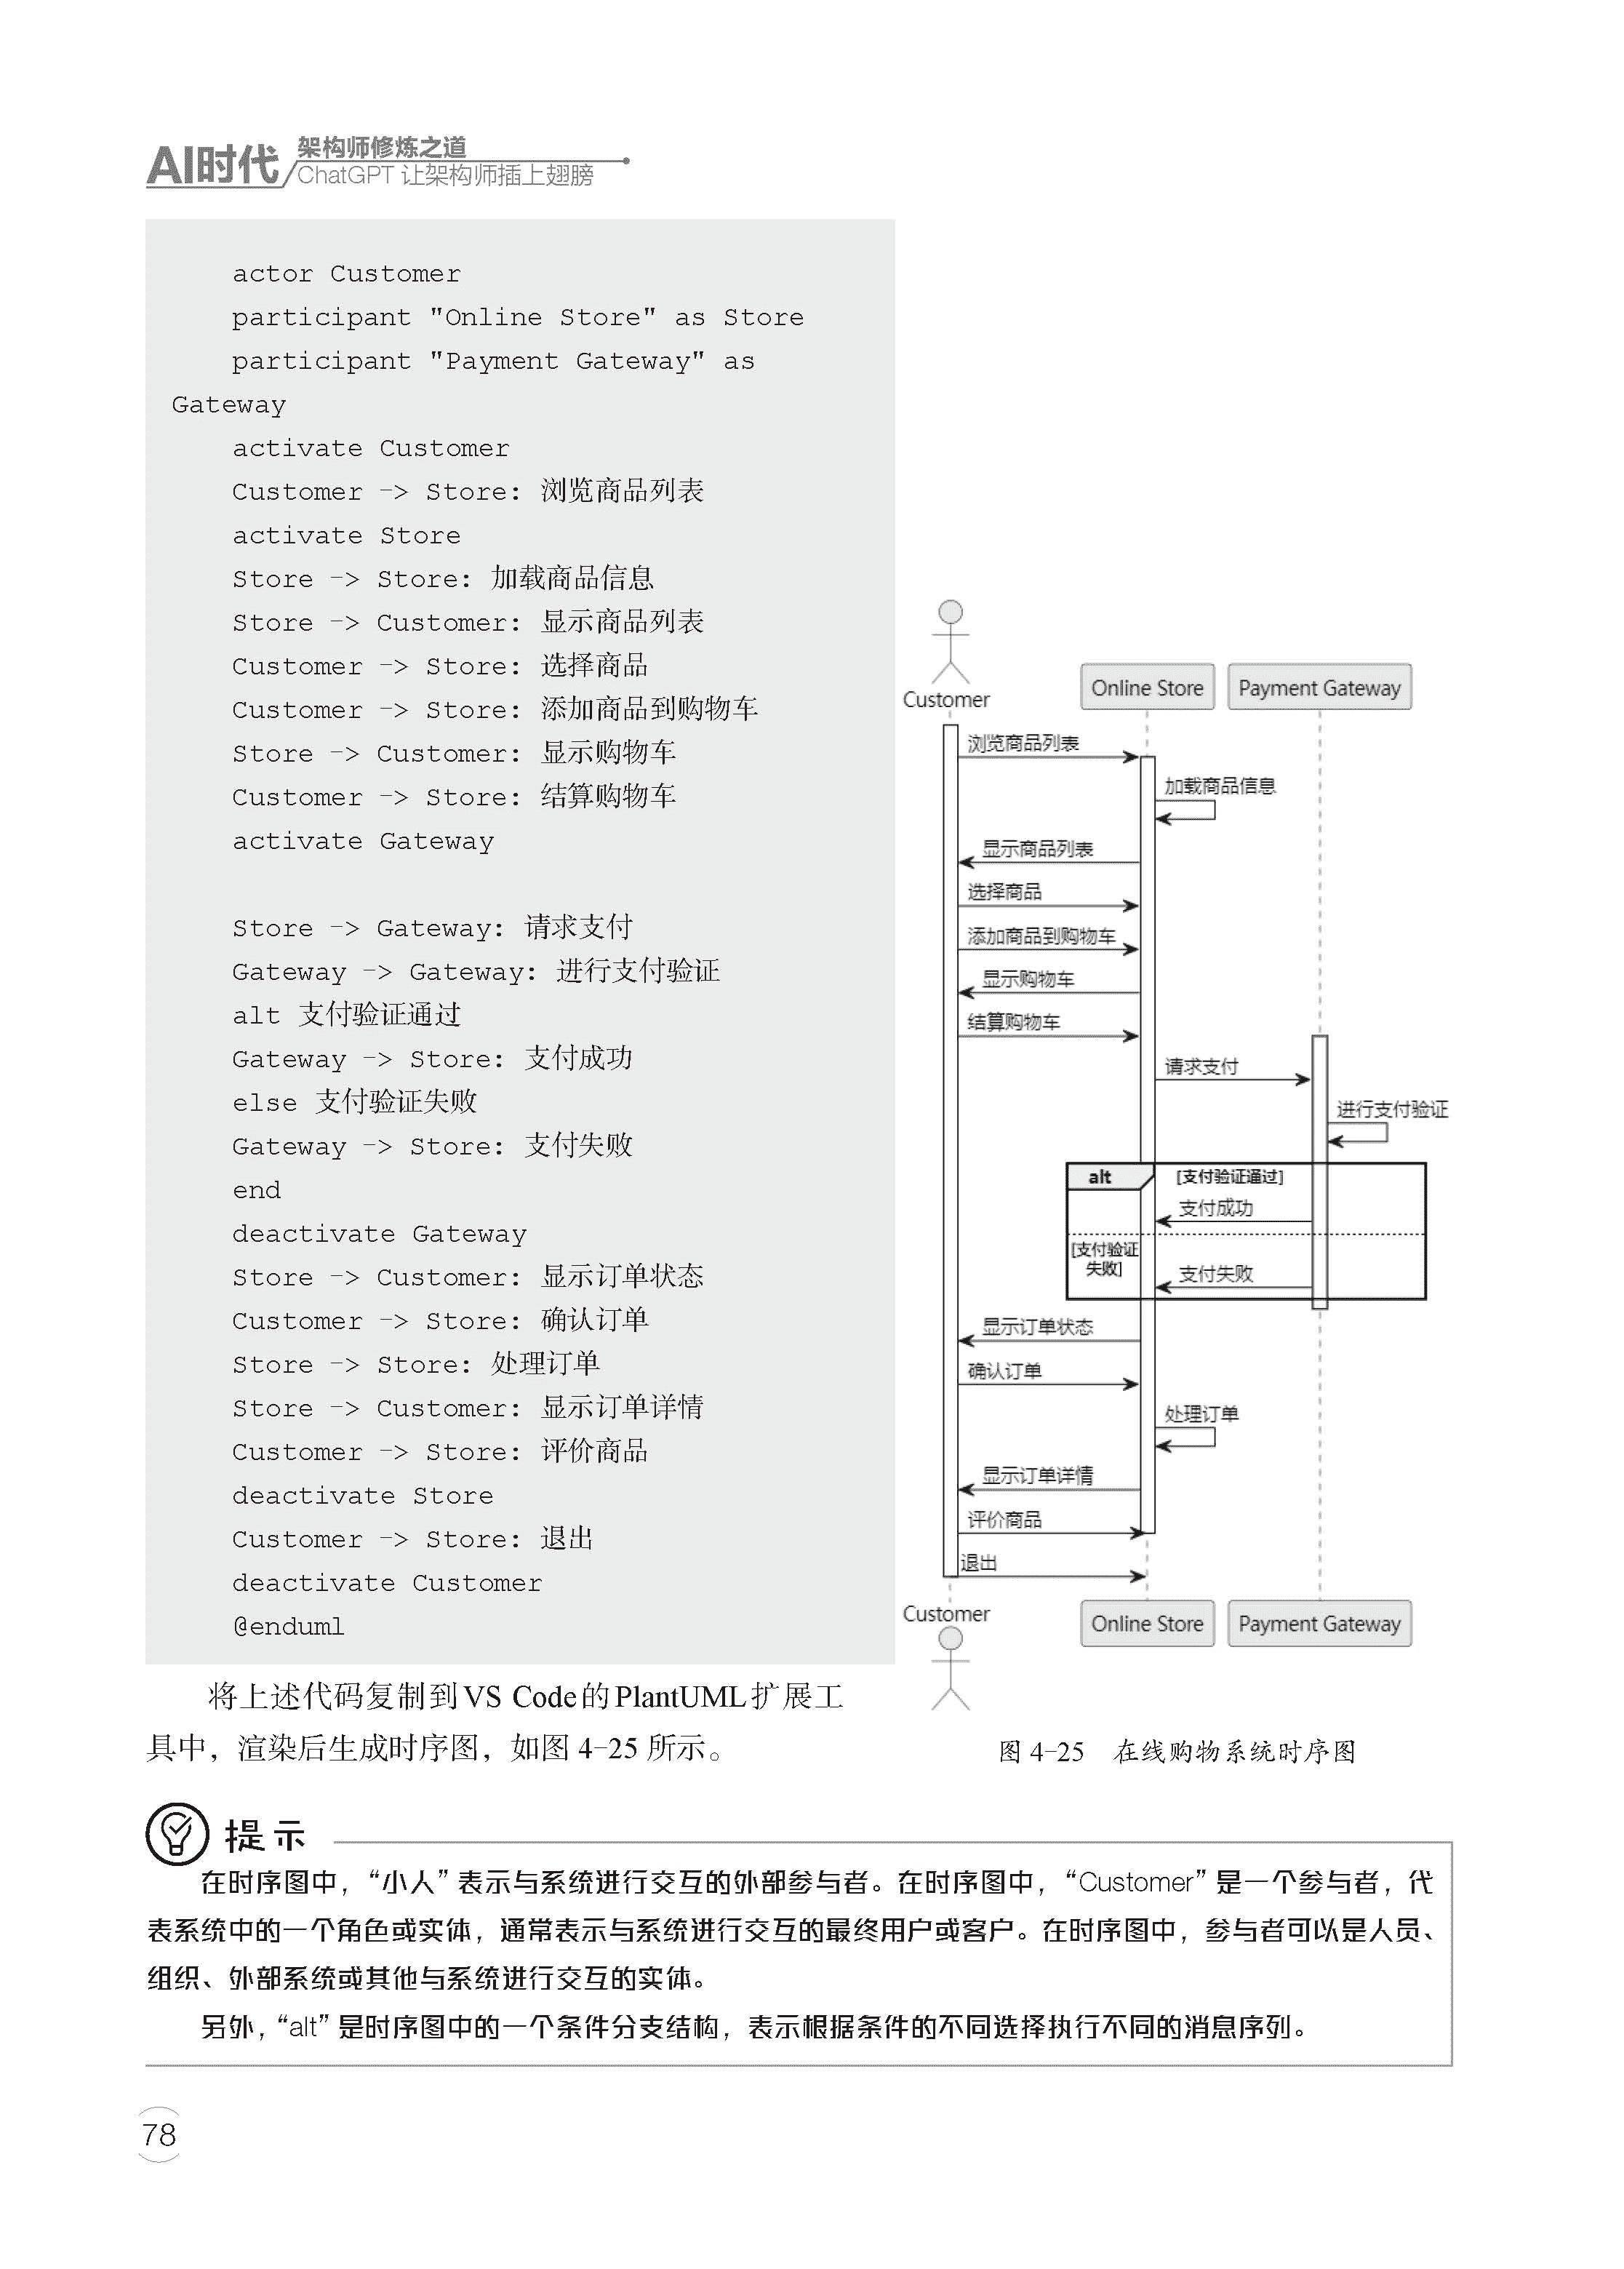 AI时代
架构师修炼之道
ChatGPT 让架构师插上翅膀
actor Customer
participant "Online Store" as Store
participant "Payment Gateway" as
Gateway
activate Customer
Customer -> Store: 浏览商品列表
activate Store
Store -> Store: 加载商品信息
Store -> Customer: 显示商品列表
Customer -> Store: 选择商品
Customer -> Store: 添加商品到购物车
Store -> Customer: 显示购物车
Customer -> Store: 结算购物车
activate Gateway
Store -> Gateway: 请求支付
Gateway -> Gateway: 进行支付验证
alt 支付验证通过
Gateway -> Store: 支付成功
else 支付验证失败
Gateway -> Store: 支付失败
end
deactivate Gateway
Store -> Customer: 显示订单状态
Customer -> Store: 确认订单
Store -> Store: 处理订单
Store -> Customer: 显示订单详情
Customer -> Store: 评价商品
deactivate Store
Customer -> Store: 退出
deactivate Customer
@enduml
将上述代码复制到VS Code的PlantUML扩展工
具中，渲染后生成时序图，如图 4-25 所示。
Customer
Online Store
Payment Gateway
浏览商品列表
加载商品信息
显示商品列表
选择商品
添加商品到购物车
显示购物车
结算购物车
请求支付
进行支付验证
alt
[支付验证通过]
支付成功
[支付验证
失败]
支付失败
显示订单状态
确认订单
处理订单
显示订单详情
评价商品
退出
Customer
Online Store
Payment Gateway
图 4-25 在线购物系统时序图
提示
在时序图中，“小人”表示与系统进行交互的外部参与者。在时序图中，“Customer”是一个参与者，代
表系统中的一个角色或实体，通常表示与系统进行交互的最终用户或客户。在时序图中，参与者可以是人员、
组织、外部系统或其他与系统进行交互的实体。
另外，“alt”是时序图中的一个条件分支结构，表示根据条件的不同选择执行不同的消息序列。
78